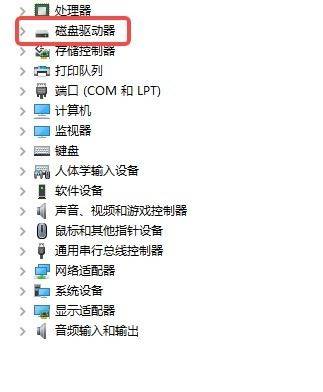 处理器
磁盘驱动器
存储控制器
打印队列
端口 (COM 和 LPT)
计算机
监视器
键盘
人体学输入设备
软件设备
声音、视频和游戏控制器
鼠标和其他指针设备
通用串行总线控制器
网络适配器
系统设备
显示适配器
音频输入和输出